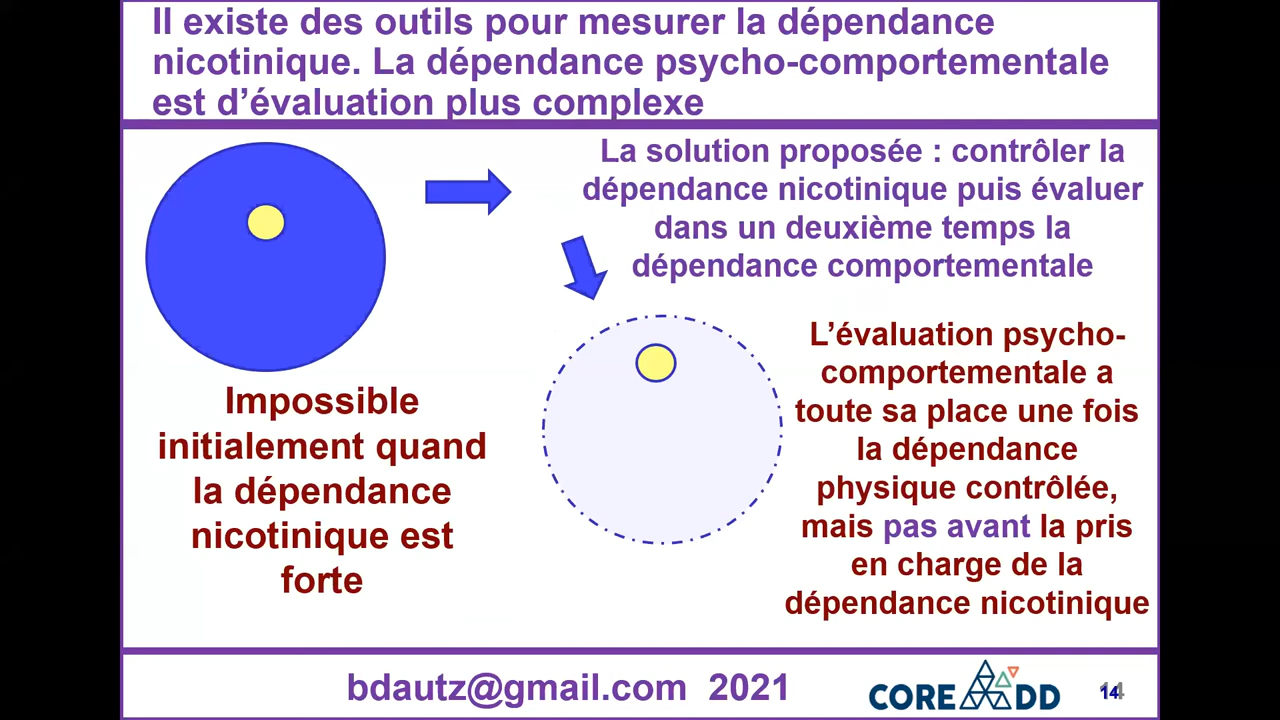 Il existe des outils pour mesurer la dépendance
nicotinique. La dépendance psycho-comportementale
est d’évaluation plus complexe
La solution proposée : contrôler la
dépendance nicotinique puis évaluer
dans un deuxième temps la
dépendance comportementale
Impossible
initialement quand
la dépendance
nicotinique est
forte
L’évaluation psycho-
comportementale a
toute sa place une fois
la dépendance
physique contrôlée,
mais pas avant la pris
en charge de la
dépendance nicotinique
bdautz@gmail.com 2021
COREADD
14